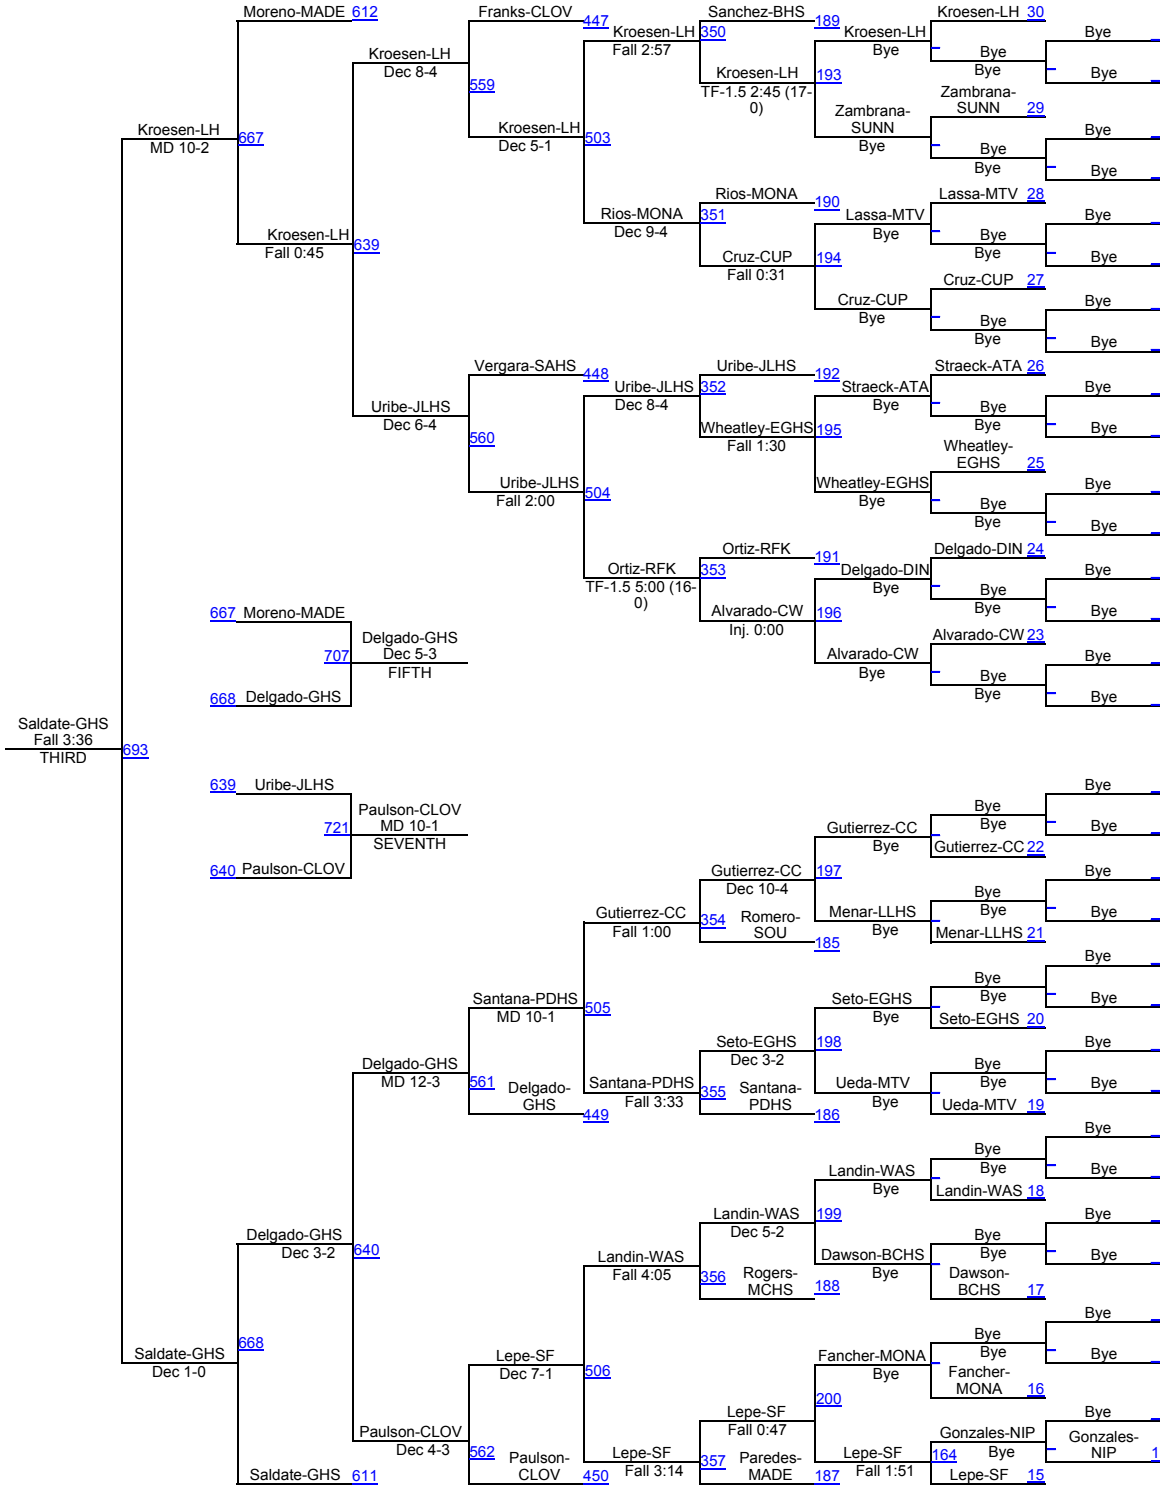 Moreno-MADE 612
Franks-CLOV 447
Sanchez-BHS 189
Kroesen-LH 30
Kroesen-LH 350
Fall 2:57
Kroesen-LH
Bye
Bye
Bye
Bye
Bye
Kroesen-LH
Dec 8-4
559
Kroesen-LH 193
TF-1.5 2:45 (17-
0)
Zambrana-
SUNN 29
Zambrana-
SUNN
Bye
Bye
Bye
Bye
Bye
Kroesen-LH
MD 10-2
667
Kroesen-LH 503
Dec 5-1
Rios-MONA 190
Lassa-MTV 28
Rios-MONA 351
Dec 9-4
Lassa-MTV
Bye
Bye
Bye
Bye
Bye
Kroesen-LH 639
Fall 0:45
Cruz-CUP 194
Fall 0:31
Cruz-CUP 27
Cruz-CUP
Bye
Bye
Bye
Bye
Bye
Vergara-SAHS 448
Uribe-JLHS 192
Straeck-ATA 26
Uribe-JLHS 352
Dec 8-4
Straeck-ATA
Bye
Bye
Bye
Bye
Bye
Uribe-JLHS
Dec 6-4
560
Wheatley-EGHS 195
Fall 1:30
Wheatley-
EGHS 25
Uribe-JLHS 504
Fall 2:00
Wheatley-EGHS
Bye
Bye
Bye
Bye
Bye
Ortiz-RFK 191
Delgado-DIN 24
Ortiz-RFK 353
TF-1.5 5:00 (16-
0)
Delgado-DIN
Bye
Bye
Bye
Bye
Bye
667 Moreno-MADE
Alvarado-CW 196
Inj. 0:00
Alvarado-CW 23
Delgado-GHS
707 Dec 5-3
FIFTH
Alvarado-CW
Bye
Bye
Bye
Bye
Bye
668 Delgado-GHS
Saldate-GHS
Fall 3:36
THIRD
693
639 Uribe-JLHS
Paulson-CLOV
721 MD 10-1
SEVENTH
640 Paulson-CLOV
Bye
Bye
Bye
Bye
Gutierrez-CC
Bye
Gutierrez-CC 22
Gutierrez-CC 197
Dec 10-4
Bye
Bye
Bye
Bye
Gutierrez-CC
Fall 1:00
354 Romero-
SOU
185
Menar-LLHS
Bye
Menar-LLHS 21
Bye
Bye
Bye
Bye
Santana-PDHS 505
MD 10-1
Seto-EGHS
Bye
Seto-EGHS 20
Seto-EGHS 198
Dec 3-2
Bye
Bye
Bye
Bye
Delgado-GHS
MD 12-3
561 Delgado-
GHS
449
Santana-PDHS
Fall 3:33
355 Santana-
PDHS
186
Ueda-MTV
Bye
Ueda-MTV 19
Bye
Bye
Bye
Bye
Landin-WAS
Bye
Landin-WAS 18
Landin-WAS 199
Dec 5-2
Delgado-GHS 640
Dec 3-2
Bye
Bye
Bye
Bye
Landin-WAS
Fall 4:05
356 Rogers-
MCHS 188
Dawson-BCHS
Bye
Dawson-
BCHS 17
Saldate-GHS 668
Dec 1-0
Bye
Bye
Bye
Bye
Lepe-SF 506
Dec 7-1
Fancher-MONA
Bye
Fancher-
MONA 16
200
Lepe-SF
Fall 0:47
Paulson-CLOV
Dec 4-3
562 Paulson-
CLOV 450
Lepe-SF
Fall 3:14
357 Paredes-
MADE 187
Lepe-SF
Fall 1:51
Bye
Gonzales-NIP
Bye
Gonzales-
NIP 1
164
Lepe-SF 15
Saldate-GHS 611